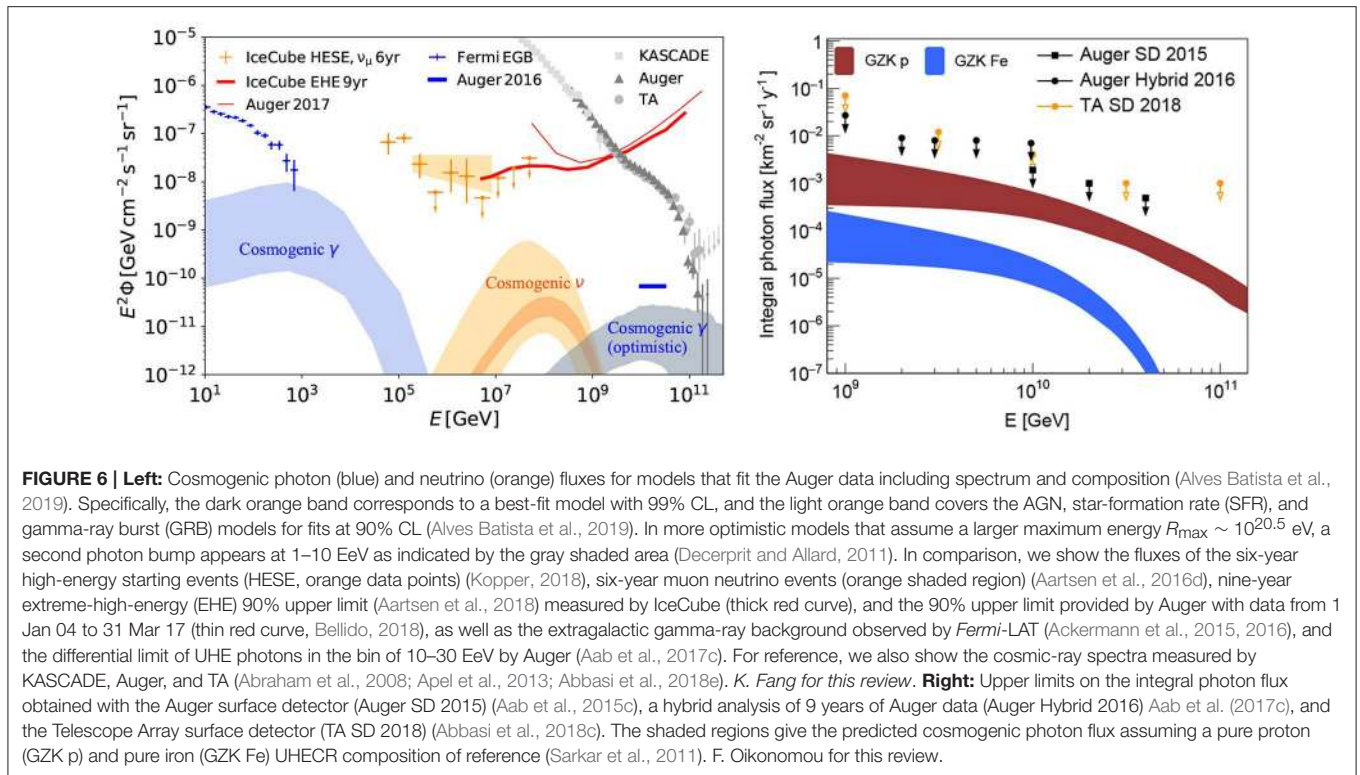 10⁻⁵
10⁻⁶
10⁻⁷
10⁻⁸
10⁻⁹
10⁻¹⁰
10⁻¹¹
10⁻¹²
E²Φ [GeV cm⁻² s⁻¹ sr⁻¹]
IceCube HESE, νμ 6yr
IceCube EHE 9yr
Auger 2017
Fermi EGB
Auger 2016
KASCADE
Auger
TA
Cosmogenic γ
Cosmogenic ν
Cosmogenic γ
(optimistic)
10¹ 10³ 10⁵ 10⁷ 10⁹ 10¹¹
E [GeV]
Integral photon flux [km⁻² sr⁻¹ y⁻¹]
1
10⁻¹
10⁻²
10⁻³
10⁻⁴
10⁻⁵
10⁻⁶
10⁻⁷
GZK p
GZK Fe
Auger SD 2015
Auger Hybrid 2016
TA SD 2018
10⁹ 10¹⁰ 10¹¹
E [GeV]
FIGURE 6 | Left: Cosmogenic photon (blue) and neutrino (orange) fluxes for models that fit the Auger data including spectrum and composition (Alves Batista et al.,
2019). Specifically, the dark orange band corresponds to a best-fit model with 99% CL, and the light orange band covers the AGN, star-formation rate (SFR), and
gamma-ray burst (GRB) models for fits at 90% CL (Alves Batista et al., 2019). In more optimistic models that assume a larger maximum energy Rmax ∼ 10²⁰·⁵ eV, a
second photon bump appears at 1–10 EeV as indicated by the gray shaded area (Decerprit and Allard, 2011). In comparison, we show the fluxes of the six-year
high-energy starting events (HESE, orange data points) (Kopper, 2018), six-year muon neutrino events (orange shaded region) (Aartsen et al., 2016d), nine-year
extreme-high-energy (EHE) 90% upper limit (Aartsen et al., 2018) measured by IceCube (thick red curve), and the 90% upper limit provided by Auger with data from 1
Jan 04 to 31 Mar 17 (thin red curve, Bellido, 2018), as well as the extragalactic gamma-ray background observed by Fermi-LAT (Ackermann et al., 2015, 2016), and
the differential limit of UHE photons in the bin of 10–30 EeV by Auger (Aab et al., 2017c). For reference, we also show the cosmic-ray spectra measured by
KASCADE, Auger, and TA (Abraham et al., 2008; Apel et al., 2013; Abbasi et al., 2018e). K. Fang for this review. Right: Upper limits on the integral photon flux
obtained with the Auger surface detector (Auger SD 2015) (Aab et al., 2015c), a hybrid analysis of 9 years of Auger data (Auger Hybrid 2016) Aab et al. (2017c), and
the Telescope Array surface detector (TA SD 2018) (Abbasi et al., 2018c). The shaded regions give the predicted cosmogenic photon flux assuming a pure proton
(GZK p) and pure iron (GZK Fe) UHECR composition of reference (Sarkar et al., 2011). F. Oikonomou for this review.